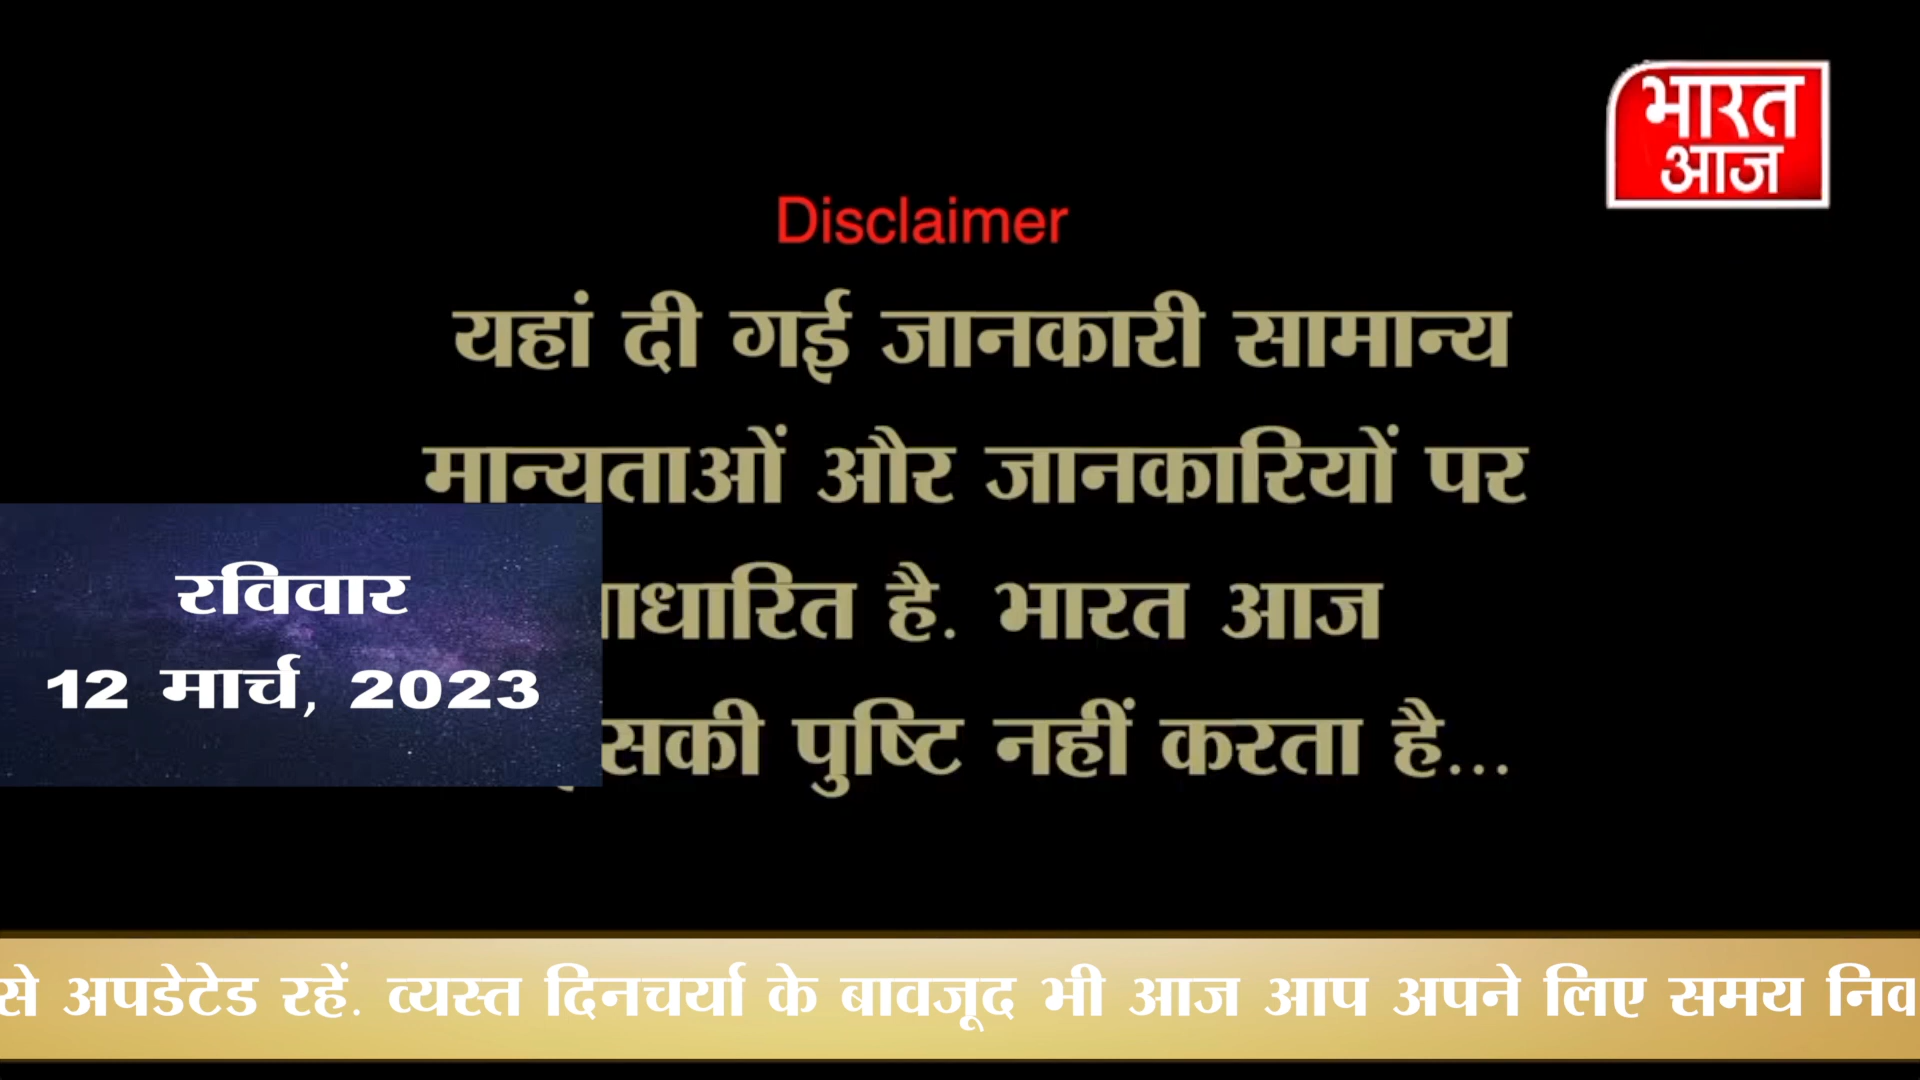 भारत
आज
Disclaimer
यहां दी गई जानकारी सामान्य
मान्यताओं और जानकारियों पर
है. भारत आज
पुष्टि नहीं करता है...
रविवार
12 मार्च, 2023
से अपडेटेड रहें. व्यस्त दिनचर्या के बावजूद भी आज आप अपने लिए समय